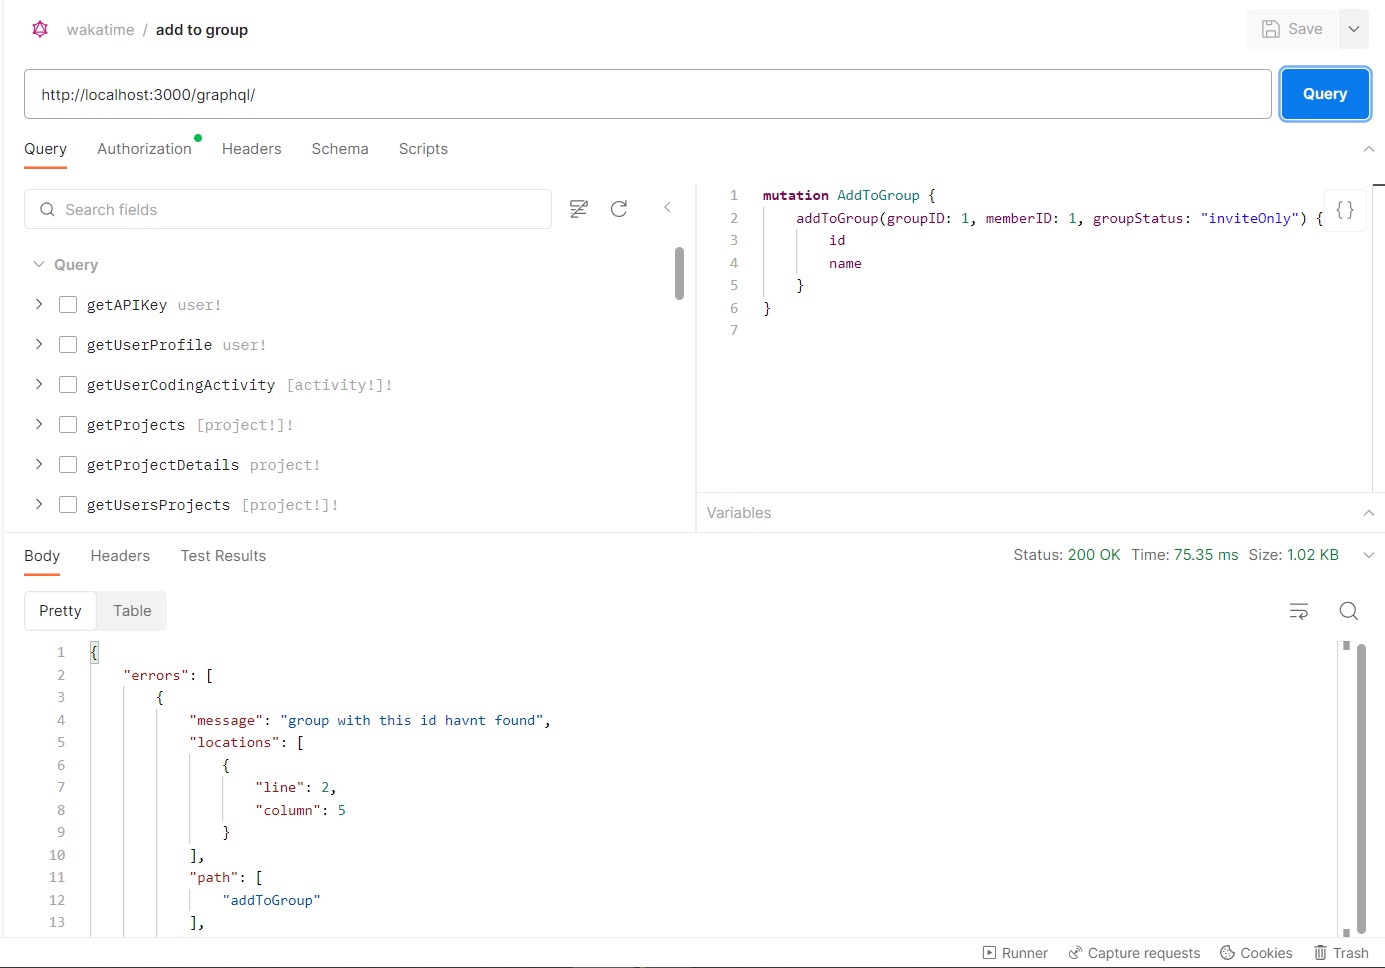 wakatime / add to group
Save
http://localhost:3000/graphql/
Query
Query Authorization Headers Schema Scripts
Search fields
Query
getAPIKey user!
getUserProfile user!
getUserCodingActivity [activity!]!
getProjects [project!]!
getProjectDetails project!
getUsersProjects [project!]!
1 mutation AddToGroup {
2 addToGroup(groupID: 1, memberID: 1, groupStatus: "inviteOnly") {
3 id
4 name
5 }
6 }
7
{}
Variables
Body Headers Test Results
Status: 200 OK Time: 75.35 ms Size: 1.02 KB
Pretty Table
1 {
2 "errors": [
3 {
4 "message": "group with this id havnt found",
5 "locations": [
6 {
7 "line": 2,
8 "column": 5
9 }
10 ],
11 "path": [
12 "addToGroup"
13 ],
Runner Capture requests Cookies Trash